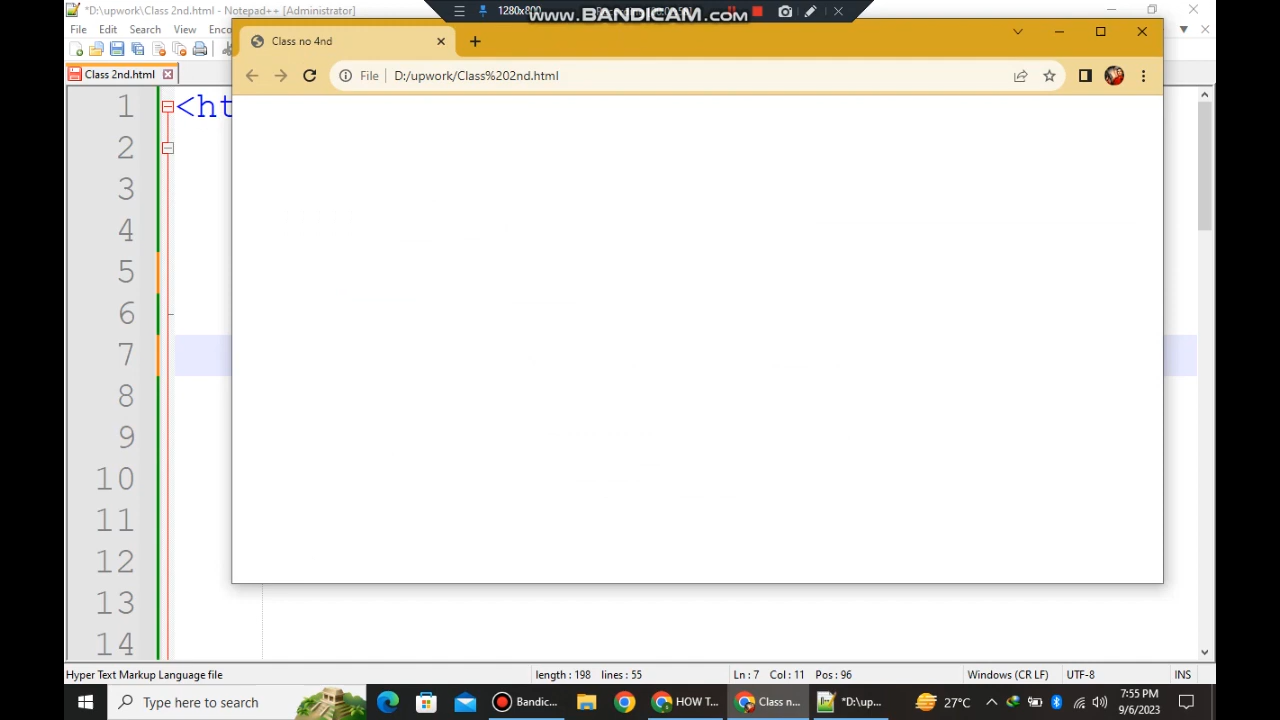 *D:\upwork\Class 2nd.html - Notepad++ [Administrator]
1280x800
www.BANDICAM.com
File Edit Search View Enco
Class no 4nd
Class 2nd.html
File D:/upwork/Class%202nd.html
1 <ht
2
3
4
5
6
7
8
9
10
11
12
13
14
Hyper Text Markup Language file length : 198 lines : 55 Ln : 7 Col : 11 Pos : 96 Windows (CR LF) UTF-8 INS
Type here to search
Bandic...
HOW T...
Class n...
*D:\up...
27°C
7:55 PM
9/6/2023